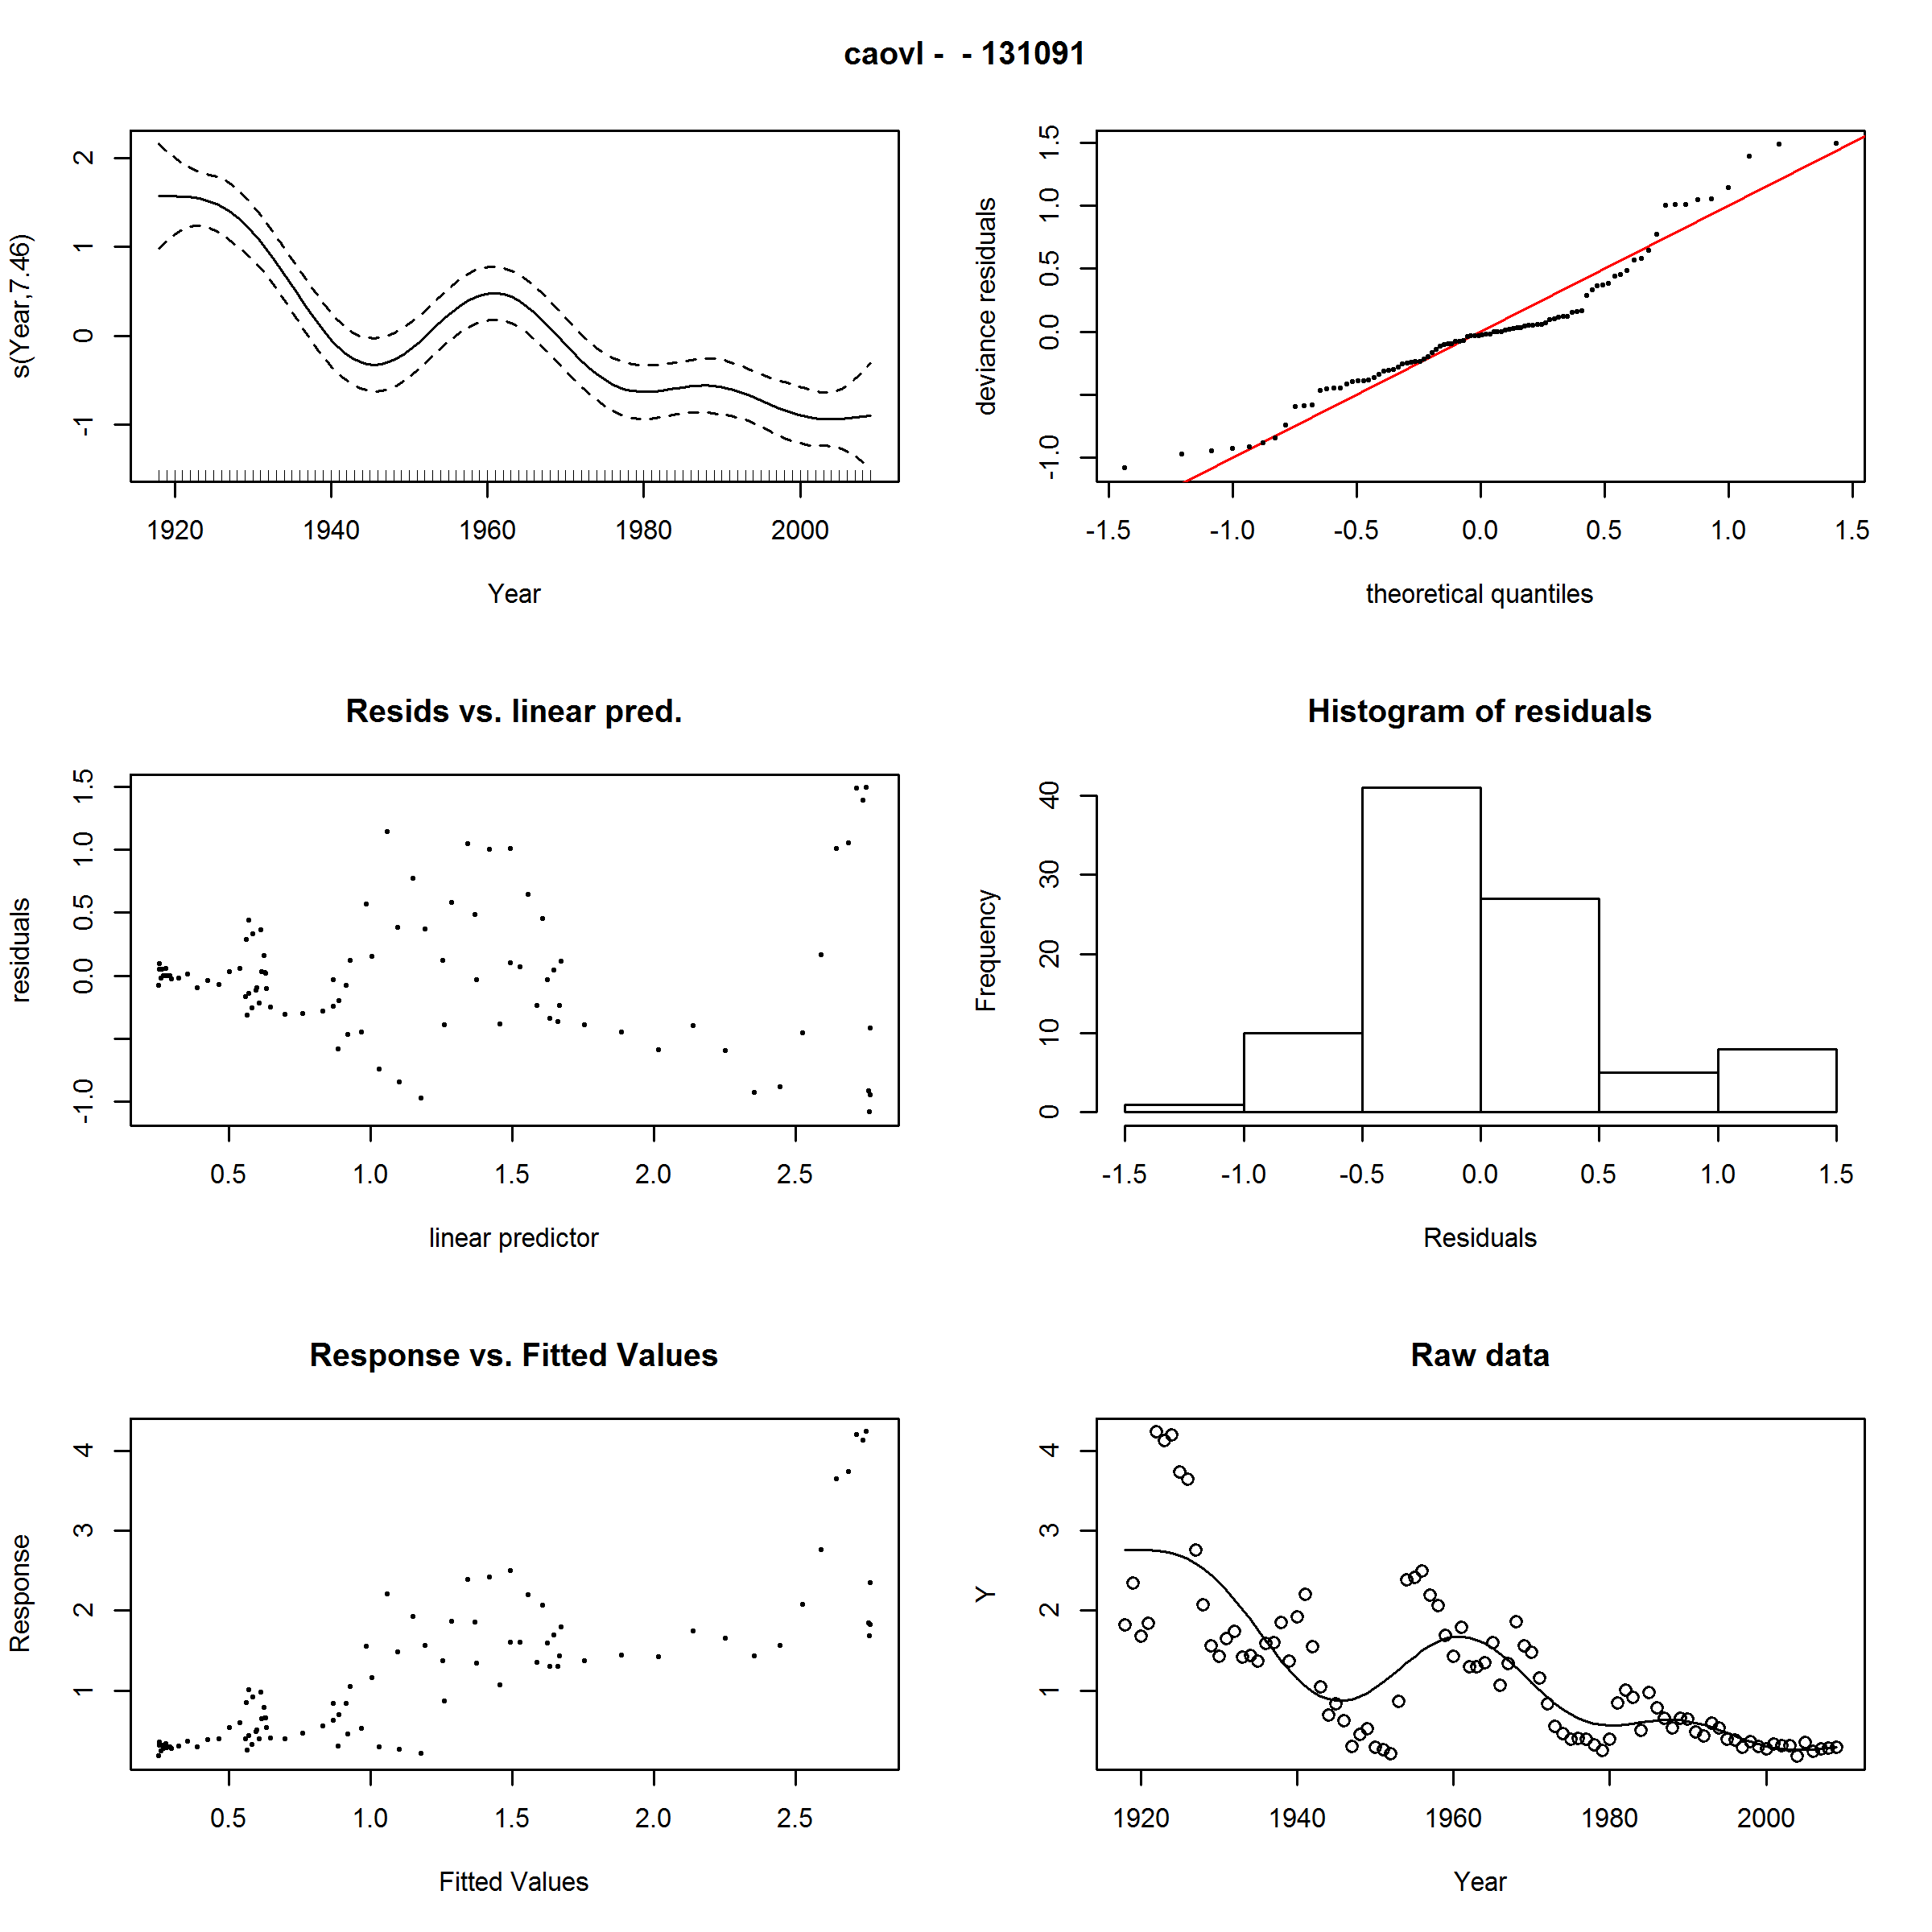 caovl -  - 131091
s(Year,7.46)
2
1
0
-1
1920 1940 1960 1980 2000
Year
deviance residuals
1.5
1.0
0.5
0.0
-1.0
-1.5 -1.0 -0.5 0.0 0.5 1.0 1.5
theoretical quantiles
Resids vs. linear pred.
residuals
1.5
1.0
0.5
0.0
-1.0
0.5 1.0 1.5 2.0 2.5
linear predictor
Histogram of residuals
Frequency
40
30
20
10
0
-1.5 -1.0 -0.5 0.0 0.5 1.0 1.5
Residuals
Response vs. Fitted Values
Response
4
3
2
1
0.5 1.0 1.5 2.0 2.5
Fitted Values
Raw data
Y
4
3
2
1
1920 1940 1960 1980 2000
Year